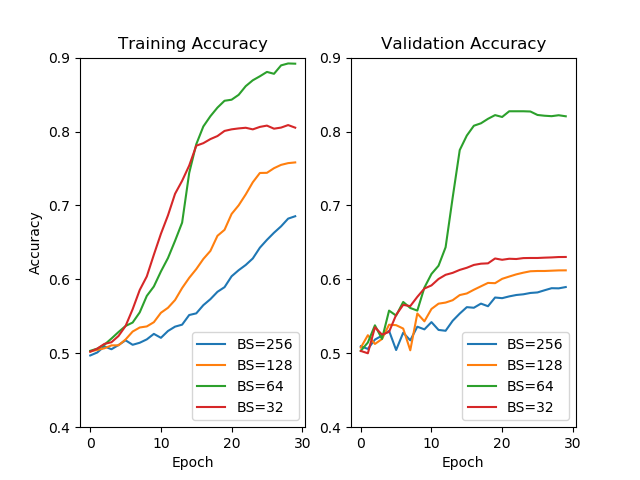 Training Accuracy
Accuracy
0.9
0.8
0.7
0.6
0.5
0.4
0
10
20
30
Epoch
BS=256
BS=128
BS=64
BS=32
Validation Accuracy
0.9
0.8
0.7
0.6
0.5
0.4
0
10
20
30
Epoch
BS=256
BS=128
BS=64
BS=32